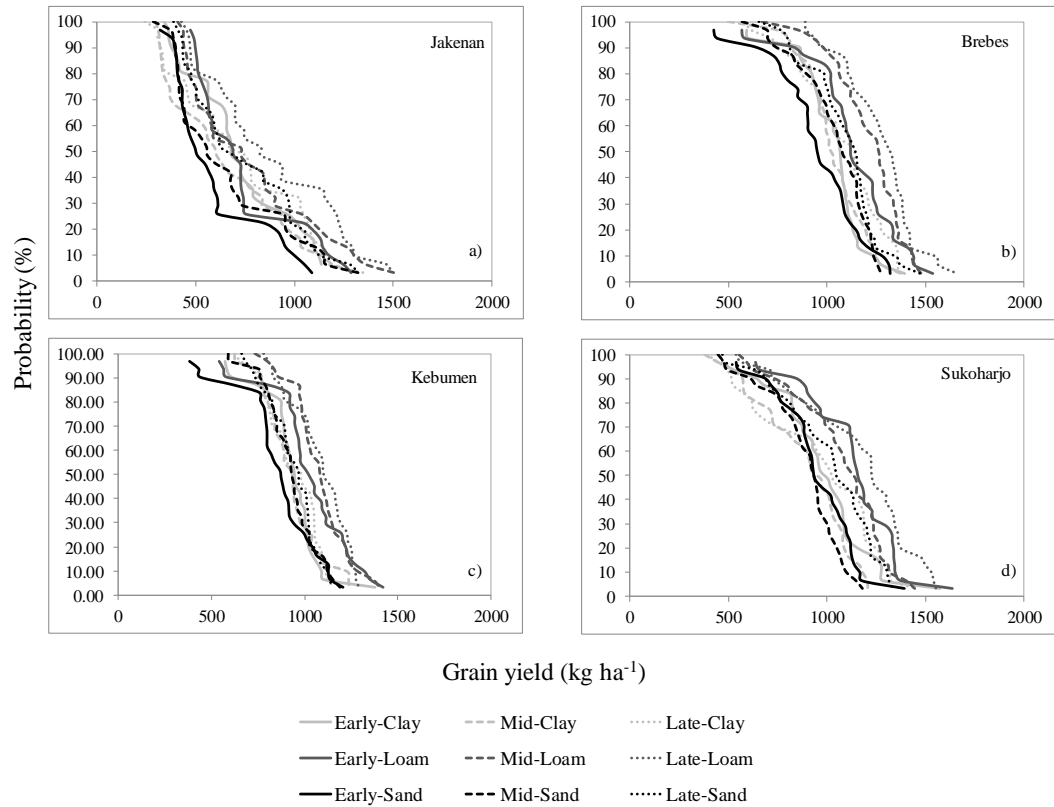 Probability (%)
100
90
80
70
60
50
40
30
20
10
0
Jakenan
a)
0 500 1000 1500 2000
100
90
80
70
60
50
40
30
20
10
0
Brebes
b)
0 500 1000 1500 2000
100.00
90.00
80.00
70.00
60.00
50.00
40.00
30.00
20.00
10.00
0.00
Kebumen
c)
0 500 1000 1500 2000
100
90
80
70
60
50
40
30
20
10
0
Sukoharjo
d)
0 500 1000 1500 2000
Grain yield (kg ha⁻¹)
Early-Clay Mid-Clay Late-Clay
Early-Loam Mid-Loam Late-Loam
Early-Sand Mid-Sand Late-Sand